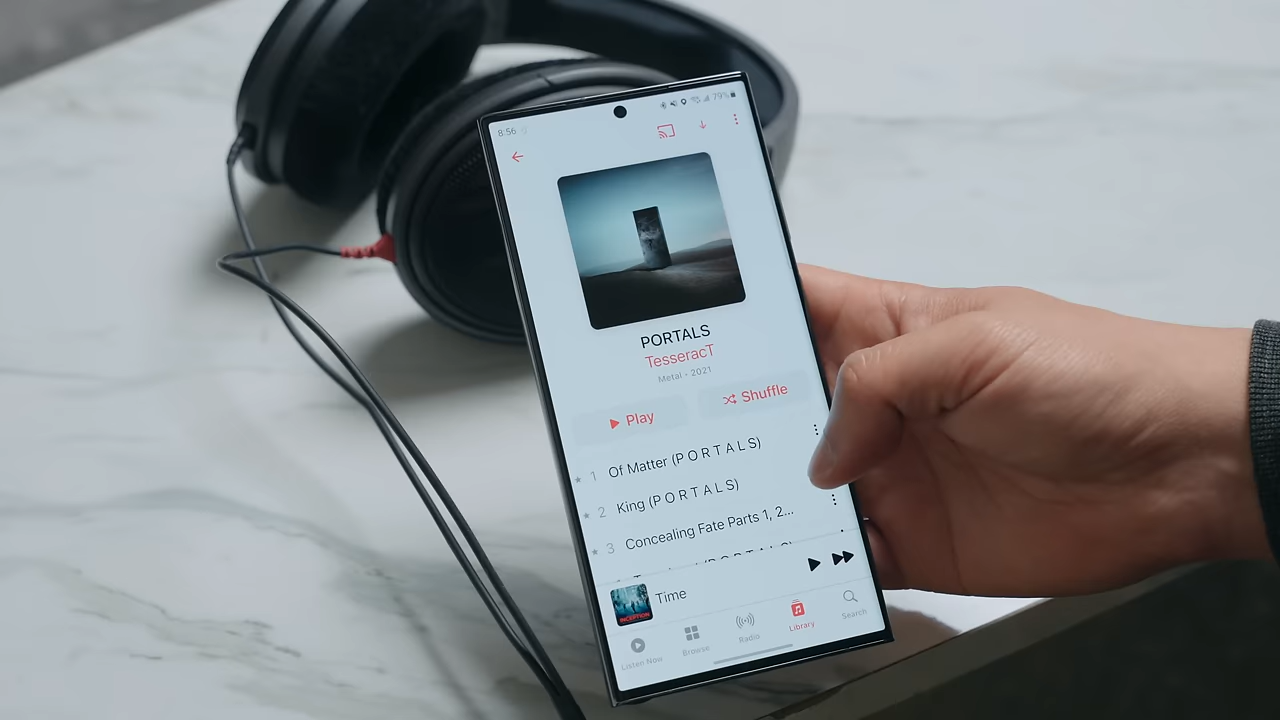 8:56
79%
PORTALS
TesseracT
Metal • 2021
Play
Shuffle
1 Of Matter (P O R T A L S)
2 King (P O R T A L S)
3 Concealing Fate Parts 1, 2...
INCEPTION
Time
Listen Now
Browse
Radio
Library
Search